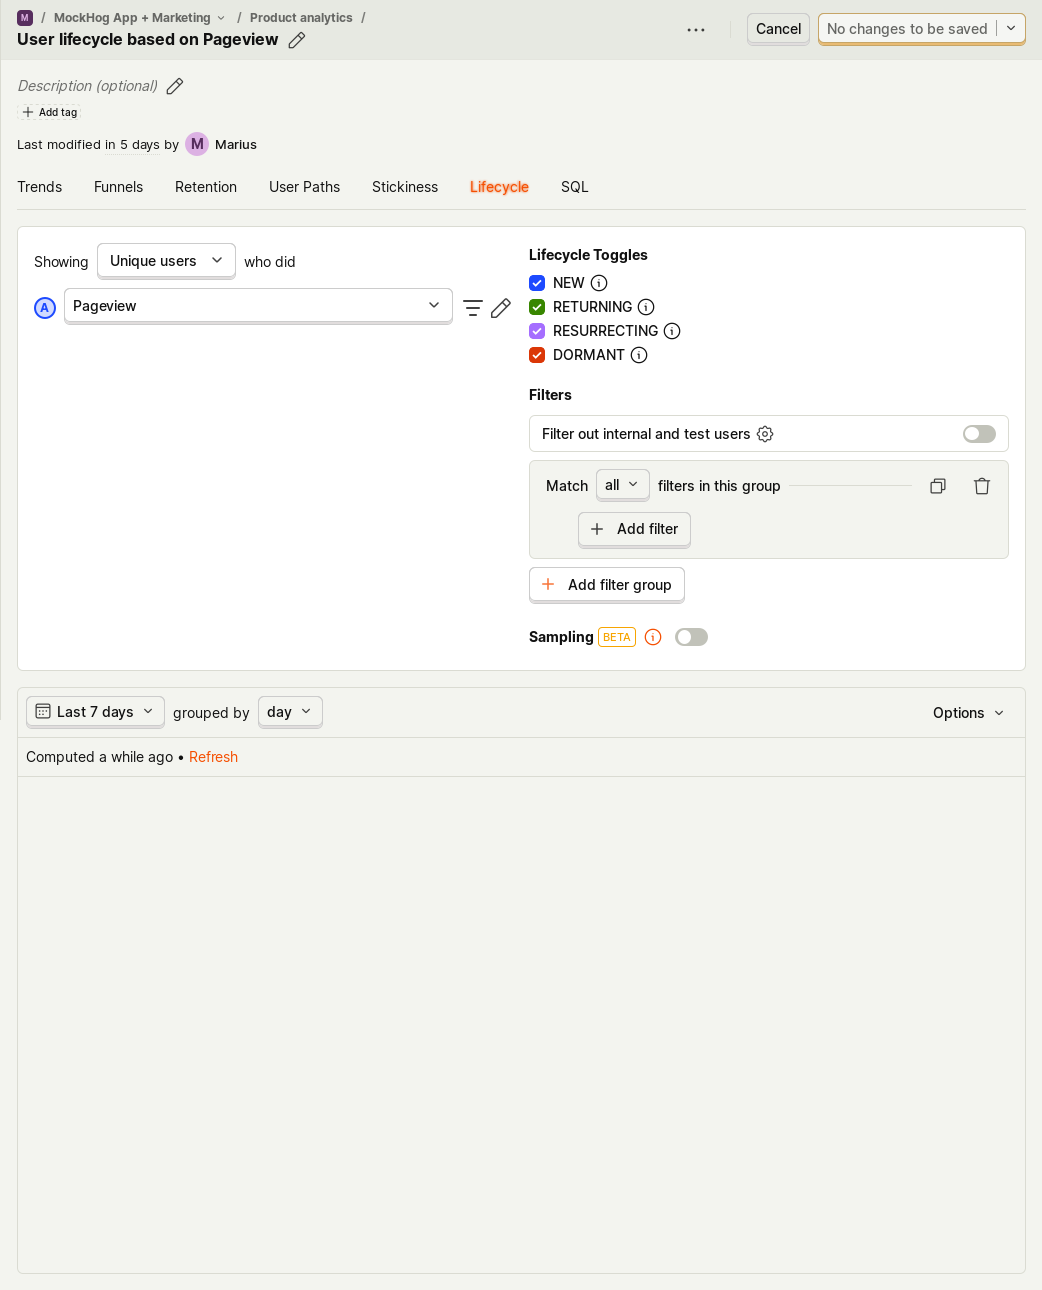 M / MockHog App + Marketing / Product analytics /
User lifecycle based on Pageview
Cancel
No changes to be saved
Description (optional)
Add tag
Last modified in 5 days by M Marius
Trends Funnels Retention User Paths Stickiness Lifecycle SQL
Showing Unique users who did
A Pageview
Lifecycle Toggles
NEW
RETURNING
RESURRECTING
DORMANT
Filters
Filter out internal and test users
Match all filters in this group
Add filter
Add filter group
Sampling BETA
Last 7 days grouped by day Options
Computed a while ago • Refresh